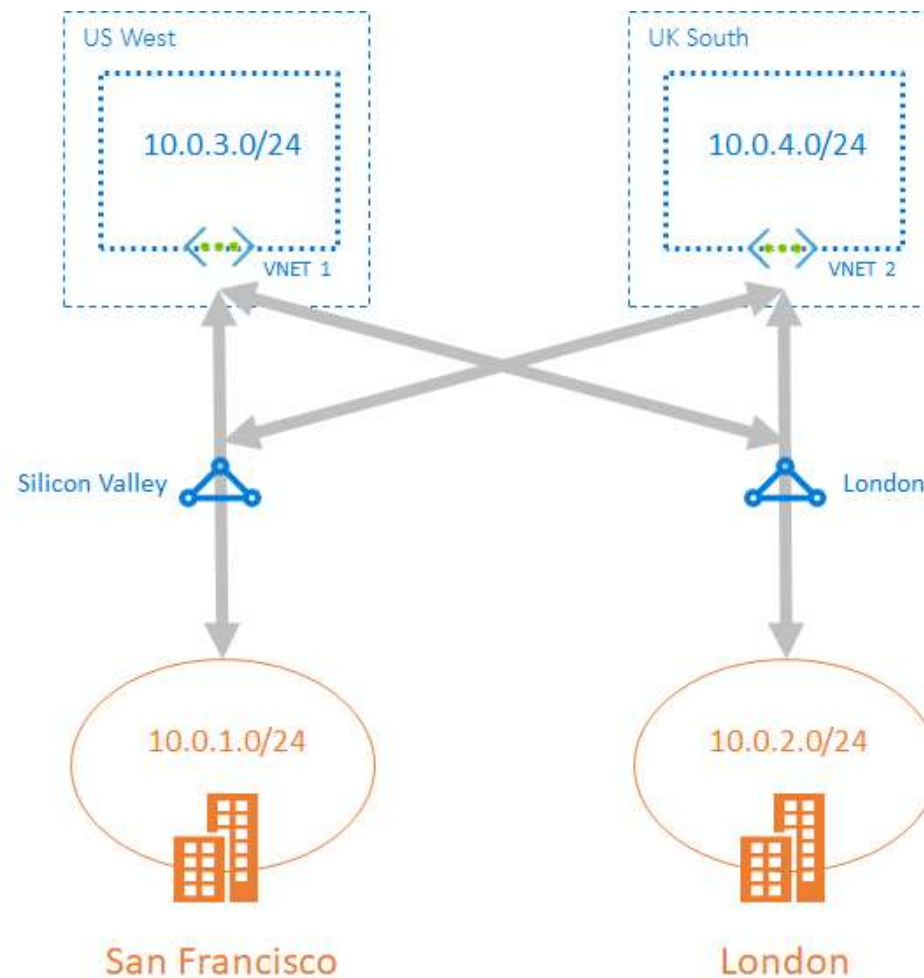 US West
UK South
10.0.3.0/24
10.0.4.0/24
VNET 1
VNET 2
Silicon Valley
London
10.0.1.0/24
10.0.2.0/24
San Francisco
London